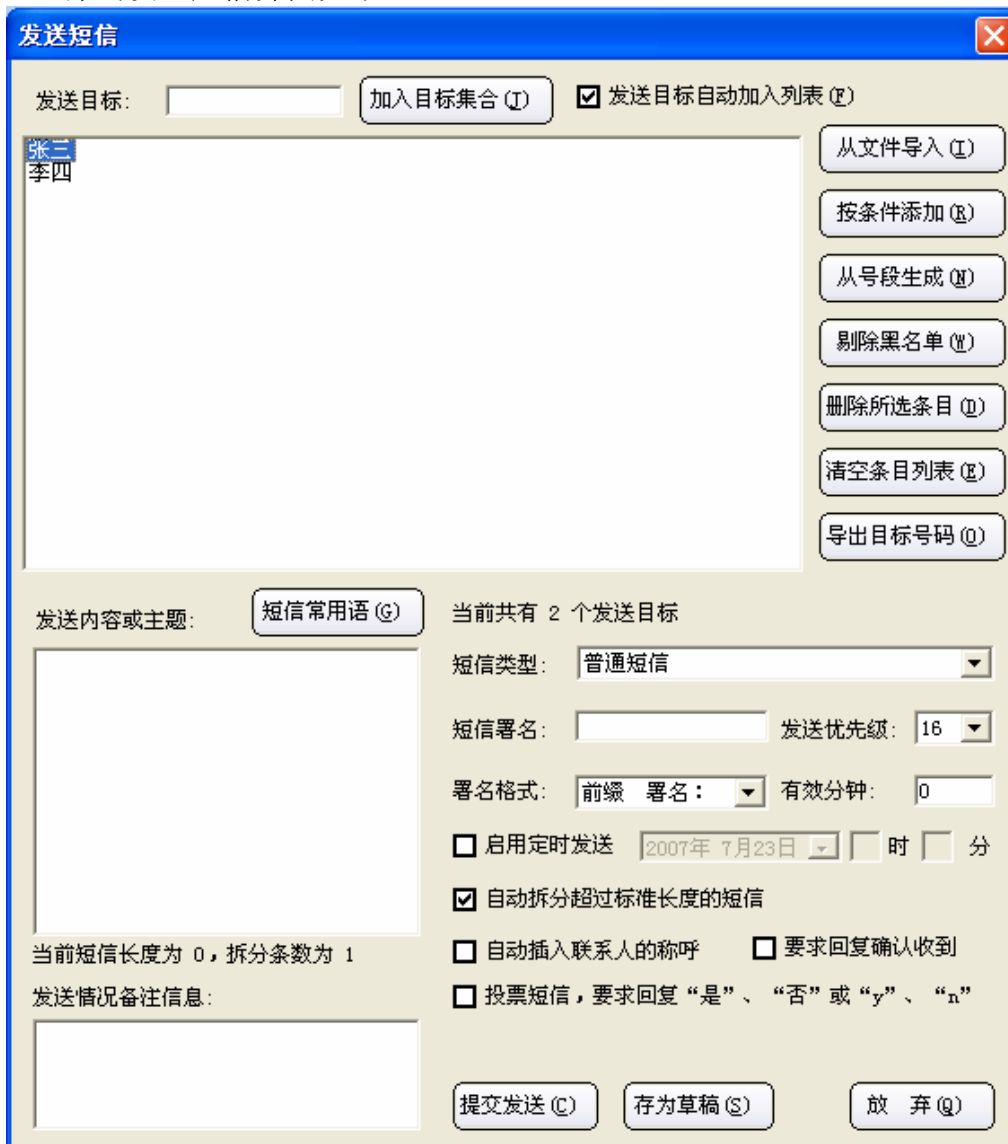 发送短信
发送目标: 加入目标集合(J) 发送目标自动加入列表(F)
张三
李四
从文件导入(I)
按条件添加(R)
从号段生成(N)
剔除黑名单(W)
删除所选条目(D)
清空条目列表(E)
导出目标号码(O)
发送内容或主题: 短信常用语(G) 当前共有 2 个发送目标
短信类型: 普通短信
短信署名: 发送优先级: 16
署名格式: 前缀 署名: 有效分钟: 0
启用定时发送 2007年 7月23日 时 分
自动拆分超过标准长度的短信
当前短信长度为 0,拆分条数为 1
自动插入联系人的称呼 要求回复确认收到
发送情况备注信息:
投票短信,要求回复“是”、“否”或“y”、“n”
提交发送(C) 存为草稿(S) 放 弃(Q)